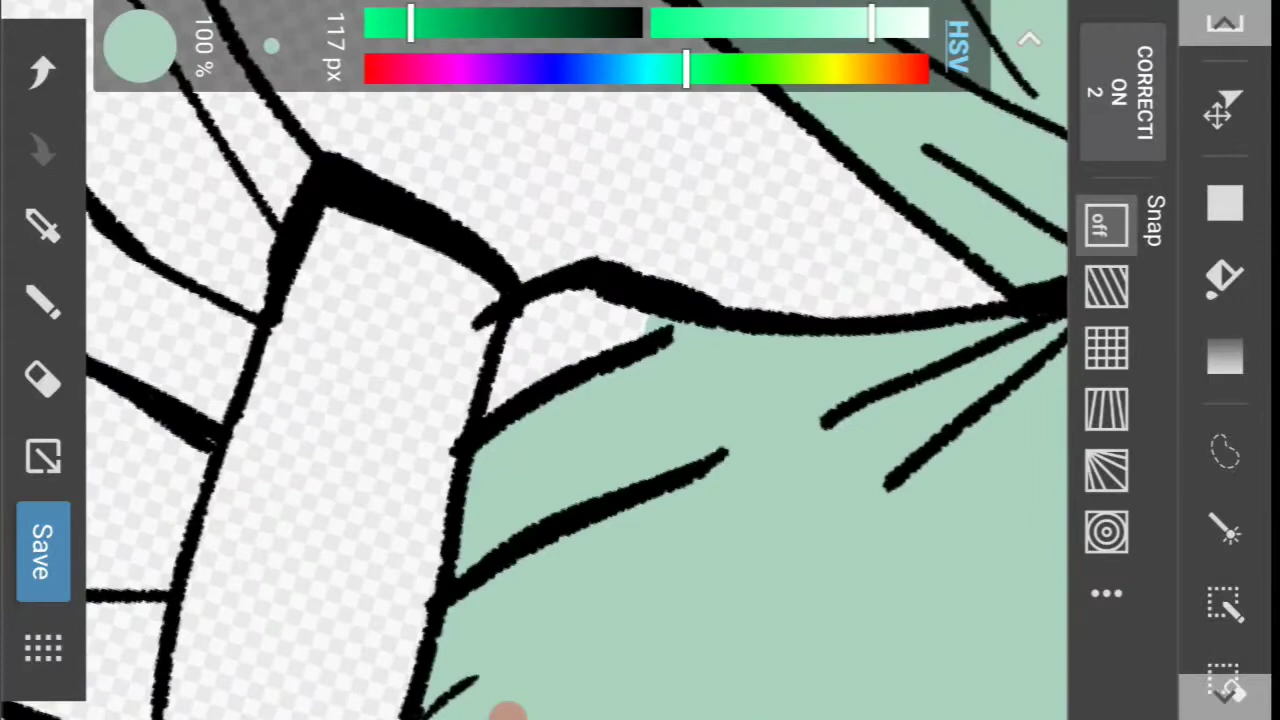 HSV
117 px
100 %
CORRECTI
ON
2
Snap
off
Save